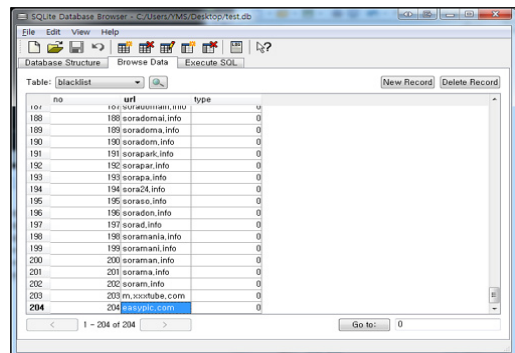 SQLite Database Browser - C:/Users/YMS/Desktop/test.db
File Edit View Help
Database Structure Browse Data Execute SQL
Table: blacklist New Record Delete Record
no url type
187 187 soradomain,info 0
188 188 soradomai,info 0
189 189 soradoma,info 0
190 190 soradom,info 0
191 191 sorapark,info 0
192 192 sorapar,info 0
193 193 sorapa,info 0
194 194 sora24,info 0
195 195 soraso,info 0
196 196 soradon,info 0
197 197 sorad,info 0
198 198 soramania,info 0
199 199 soramani,info 0
200 200 soraman,info 0
201 201 sorama,info 0
202 202 soram,info 0
203 203 m,xxxtube,com 0
204 204 easypic,com 0
< 1 - 204 of 204 > Go to: 0